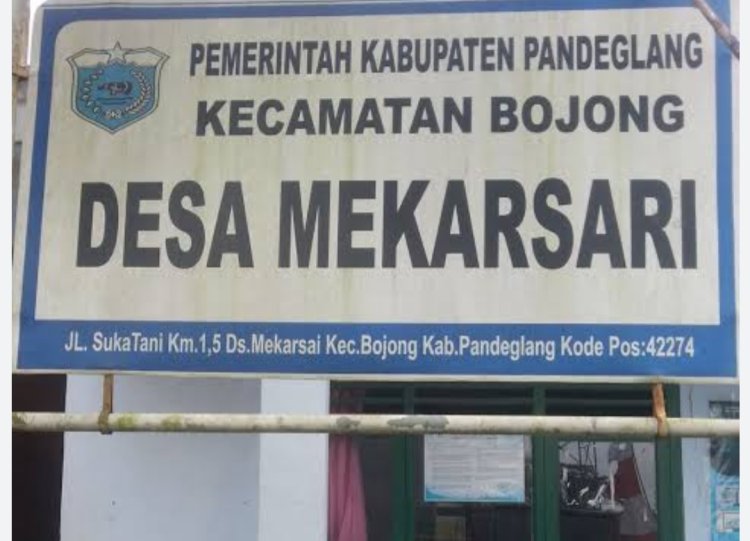 PEMERINTAH KABUPATEN PANDEGLANG
KECAMATAN BOJONG
DESA MEKARSARI
JL. SukaTani Km.1,5 Ds.Mekarsai Kec.Bojong Kab.Pandeglang Kode Pos:42274